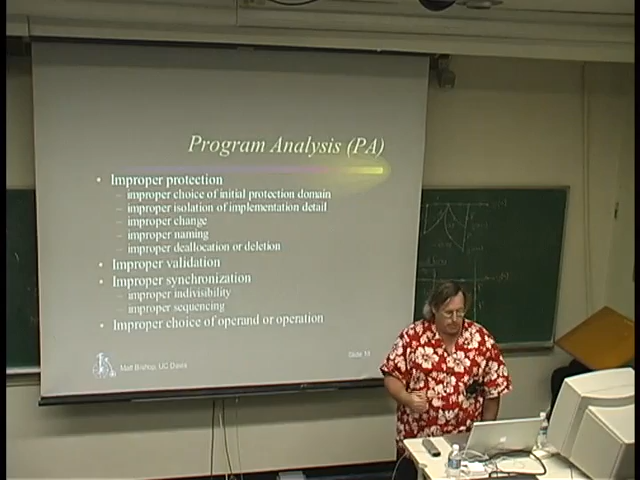 Program Analysis (PA)
• Improper protection
– improper choice of initial protection domain
– improper isolation of implementation detail
– improper change
– improper naming
– improper deallocation or deletion
• Improper validation
• Improper synchronization
– improper indivisibility
– improper sequencing
• Improper choice of operand or operation
Matt Bishop, UC Davis